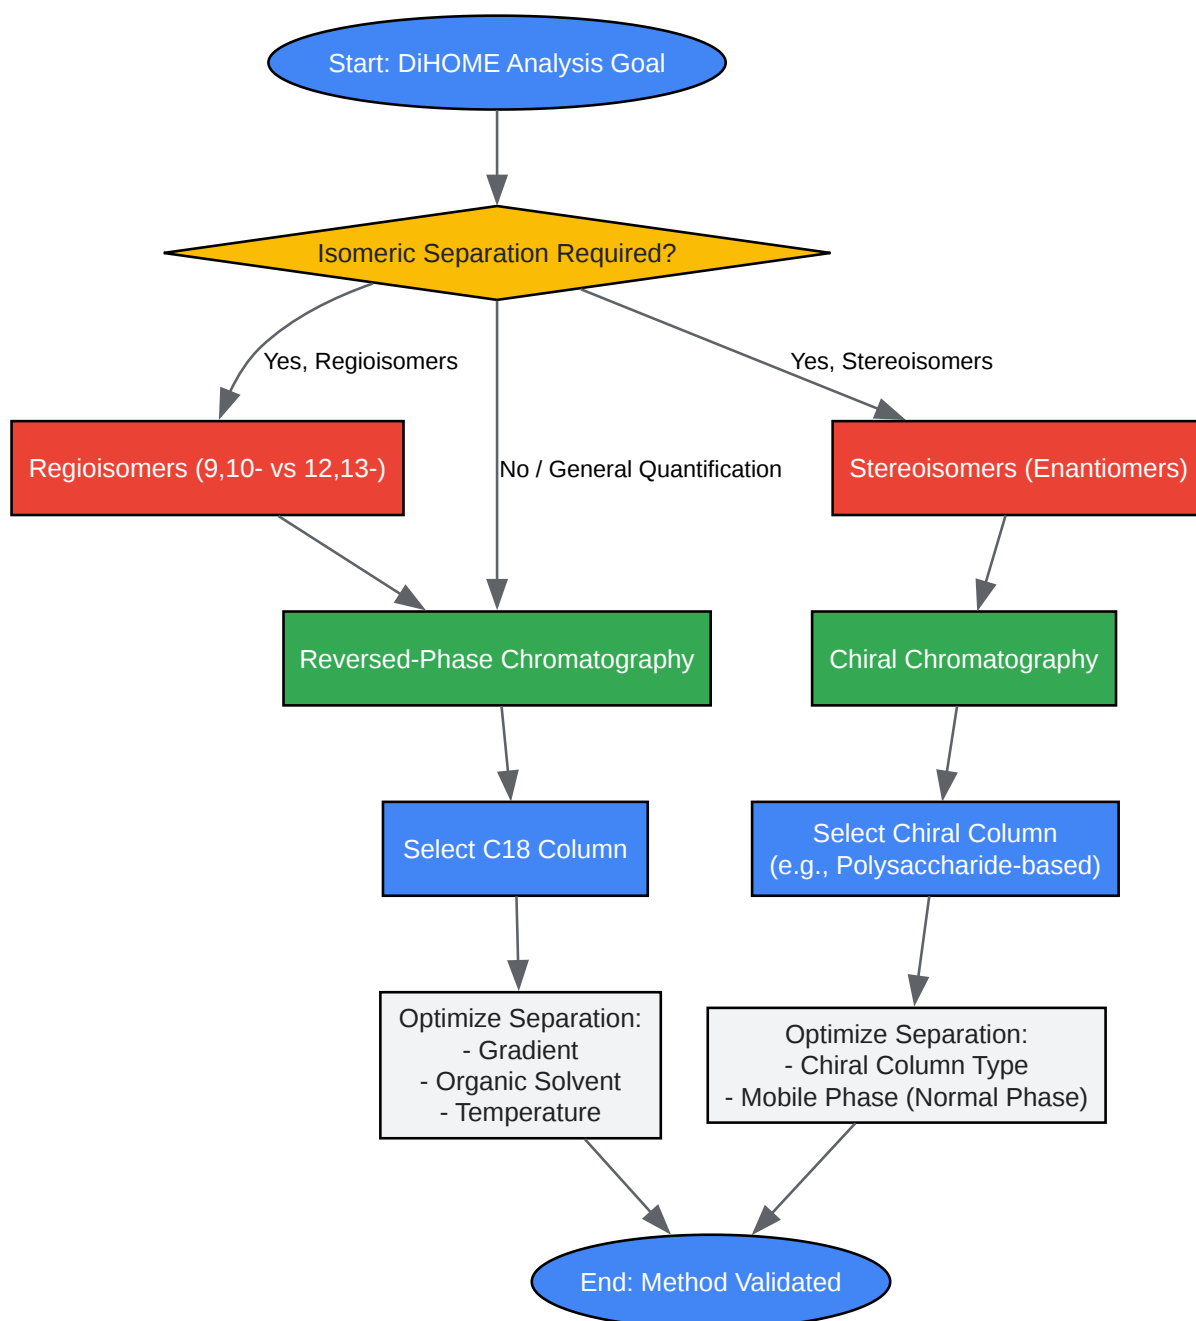 Start: DiHOME Analysis Goal
Isomeric Separation Required?
Yes, Regioisomers
Yes, Stereoisomers
Regioisomers (9,10- vs 12,13-)
No / General Quantification
Stereoisomers (Enantiomers)
Reversed-Phase Chromatography
Chiral Chromatography
Select C18 Column
Select Chiral Column
(e.g., Polysaccharide-based)
Optimize Separation:
- Gradient
- Organic Solvent
- Temperature
Optimize Separation:
- Chiral Column Type
- Mobile Phase (Normal Phase)
End: Method Validated